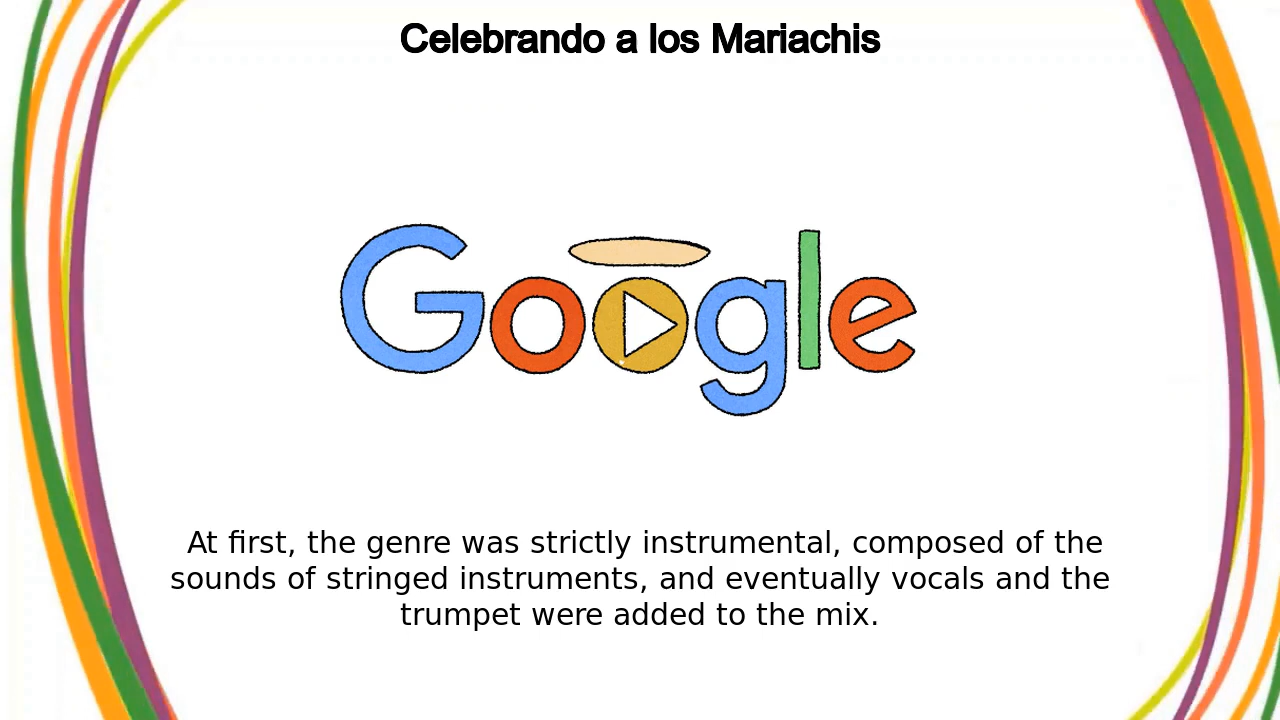 Celebrando a los Mariachis
Google
At first, the genre was strictly instrumental, composed of the
sounds of stringed instruments, and eventually vocals and the
trumpet were added to the mix.